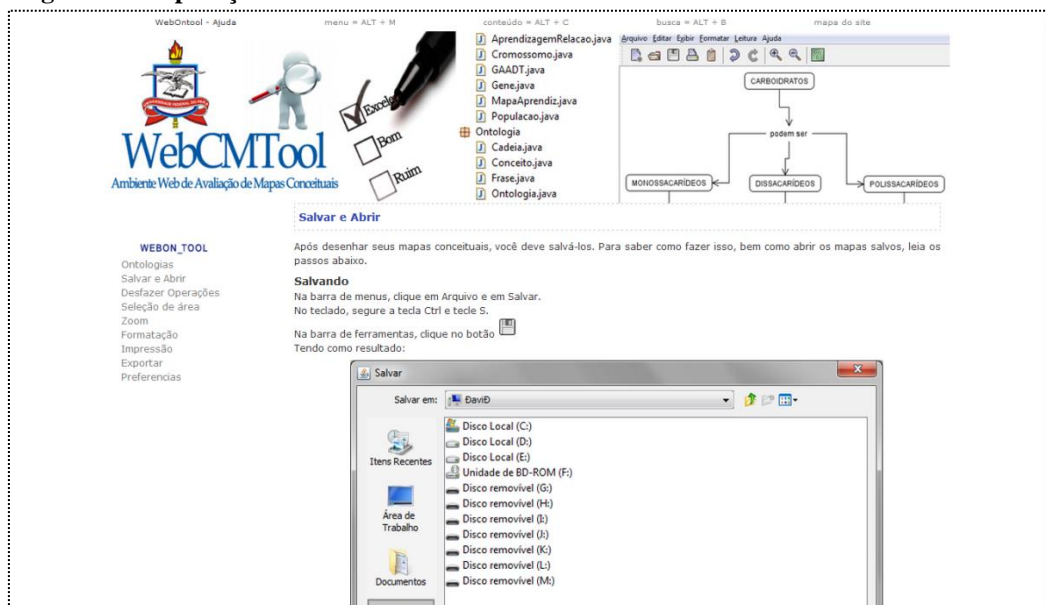 WebOntool - Ajuda menu = ALT + M conteúdo = ALT + C busca = ALT + B mapa do site
Excelente
Bom
Ruim
WebCMTool
Ambiente Web de Avaliação de Mapas Conceituais
AprendizagemRelacao.java
Cromossomo.java
GAADT.java
Gene.java
MapaAprendiz.java
Populacao.java
Ontologia
Cadeia.java
Conceito.java
Frase.java
Ontologia.java
Arquivo Editar Exibir Formatar Leitura Ajuda
CARBOIDRATOS
podem ser
MONOSSACARÍDEOS DISSACARÍDEOS POLISSACARÍDEOS
Salvar e Abrir
WEBON_TOOL
Ontologias
Salvar e Abrir
Desfazer Operações
Seleção de área
Zoom
Formatação
Impressão
Exportar
Preferencias
Após desenhar seus mapas conceituais, você deve salvá-los. Para saber como fazer isso, bem como abrir os mapas salvos, leia os
passos abaixo.
Salvando
Na barra de menus, clique em Arquivo e em Salvar.
No teclado, segure a tecla Ctrl e tecle S.
Na barra de ferramentas, clique no botão
Tendo como resultado:
Salvar
Salvar em: ÐaviÐ
Itens Recentes
Área de
Trabalho
Documentos
Disco Local (C:)
Disco Local (D:)
Disco Local (E:)
Unidade de BD-ROM (F:)
Disco removível (G:)
Disco removível (H:)
Disco removível (I:)
Disco removível (J:)
Disco removível (K:)
Disco removível (L:)
Disco removível (M:)